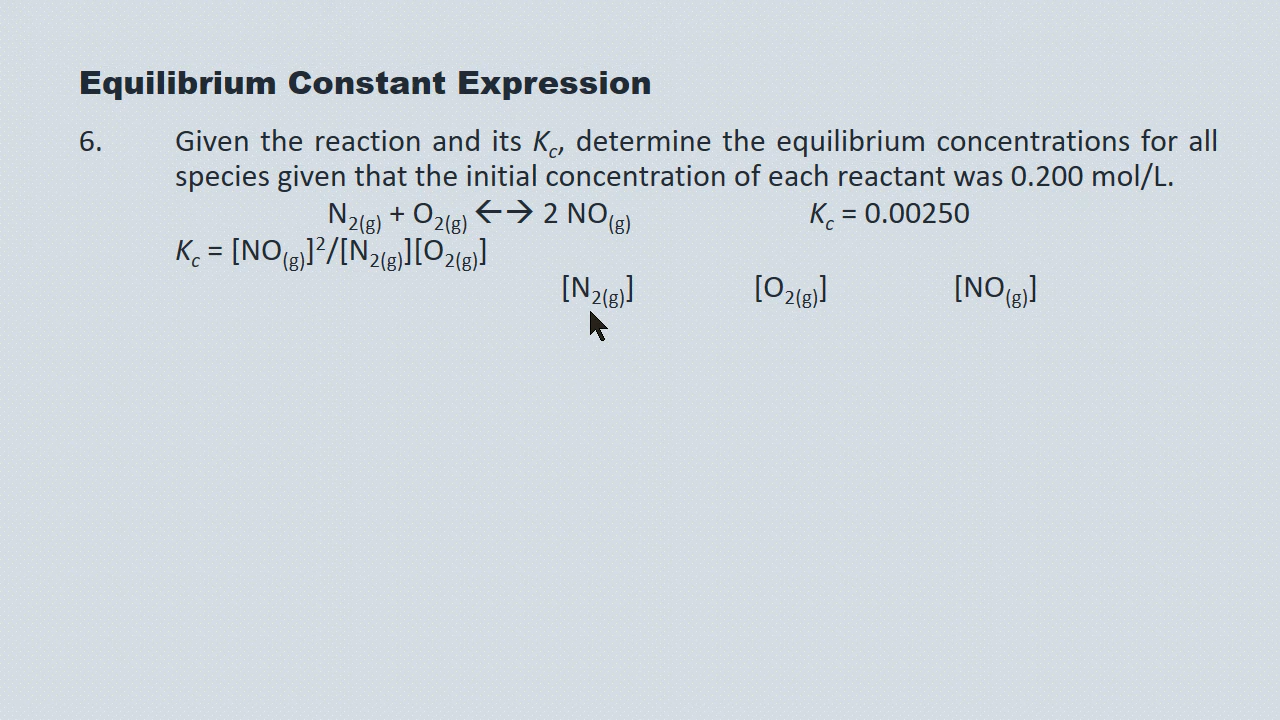 Equilibrium Constant Expression
6. Given the reaction and its Kc, determine the equilibrium concentrations for all
species given that the initial concentration of each reactant was 0.200 mol/L.
N2(g) + O2(g) ←→ 2 NO(g) Kc = 0.00250
Kc = [NO(g)]²/[N2(g)][O2(g)]
[N2(g)] [O2(g)] [NO(g)]